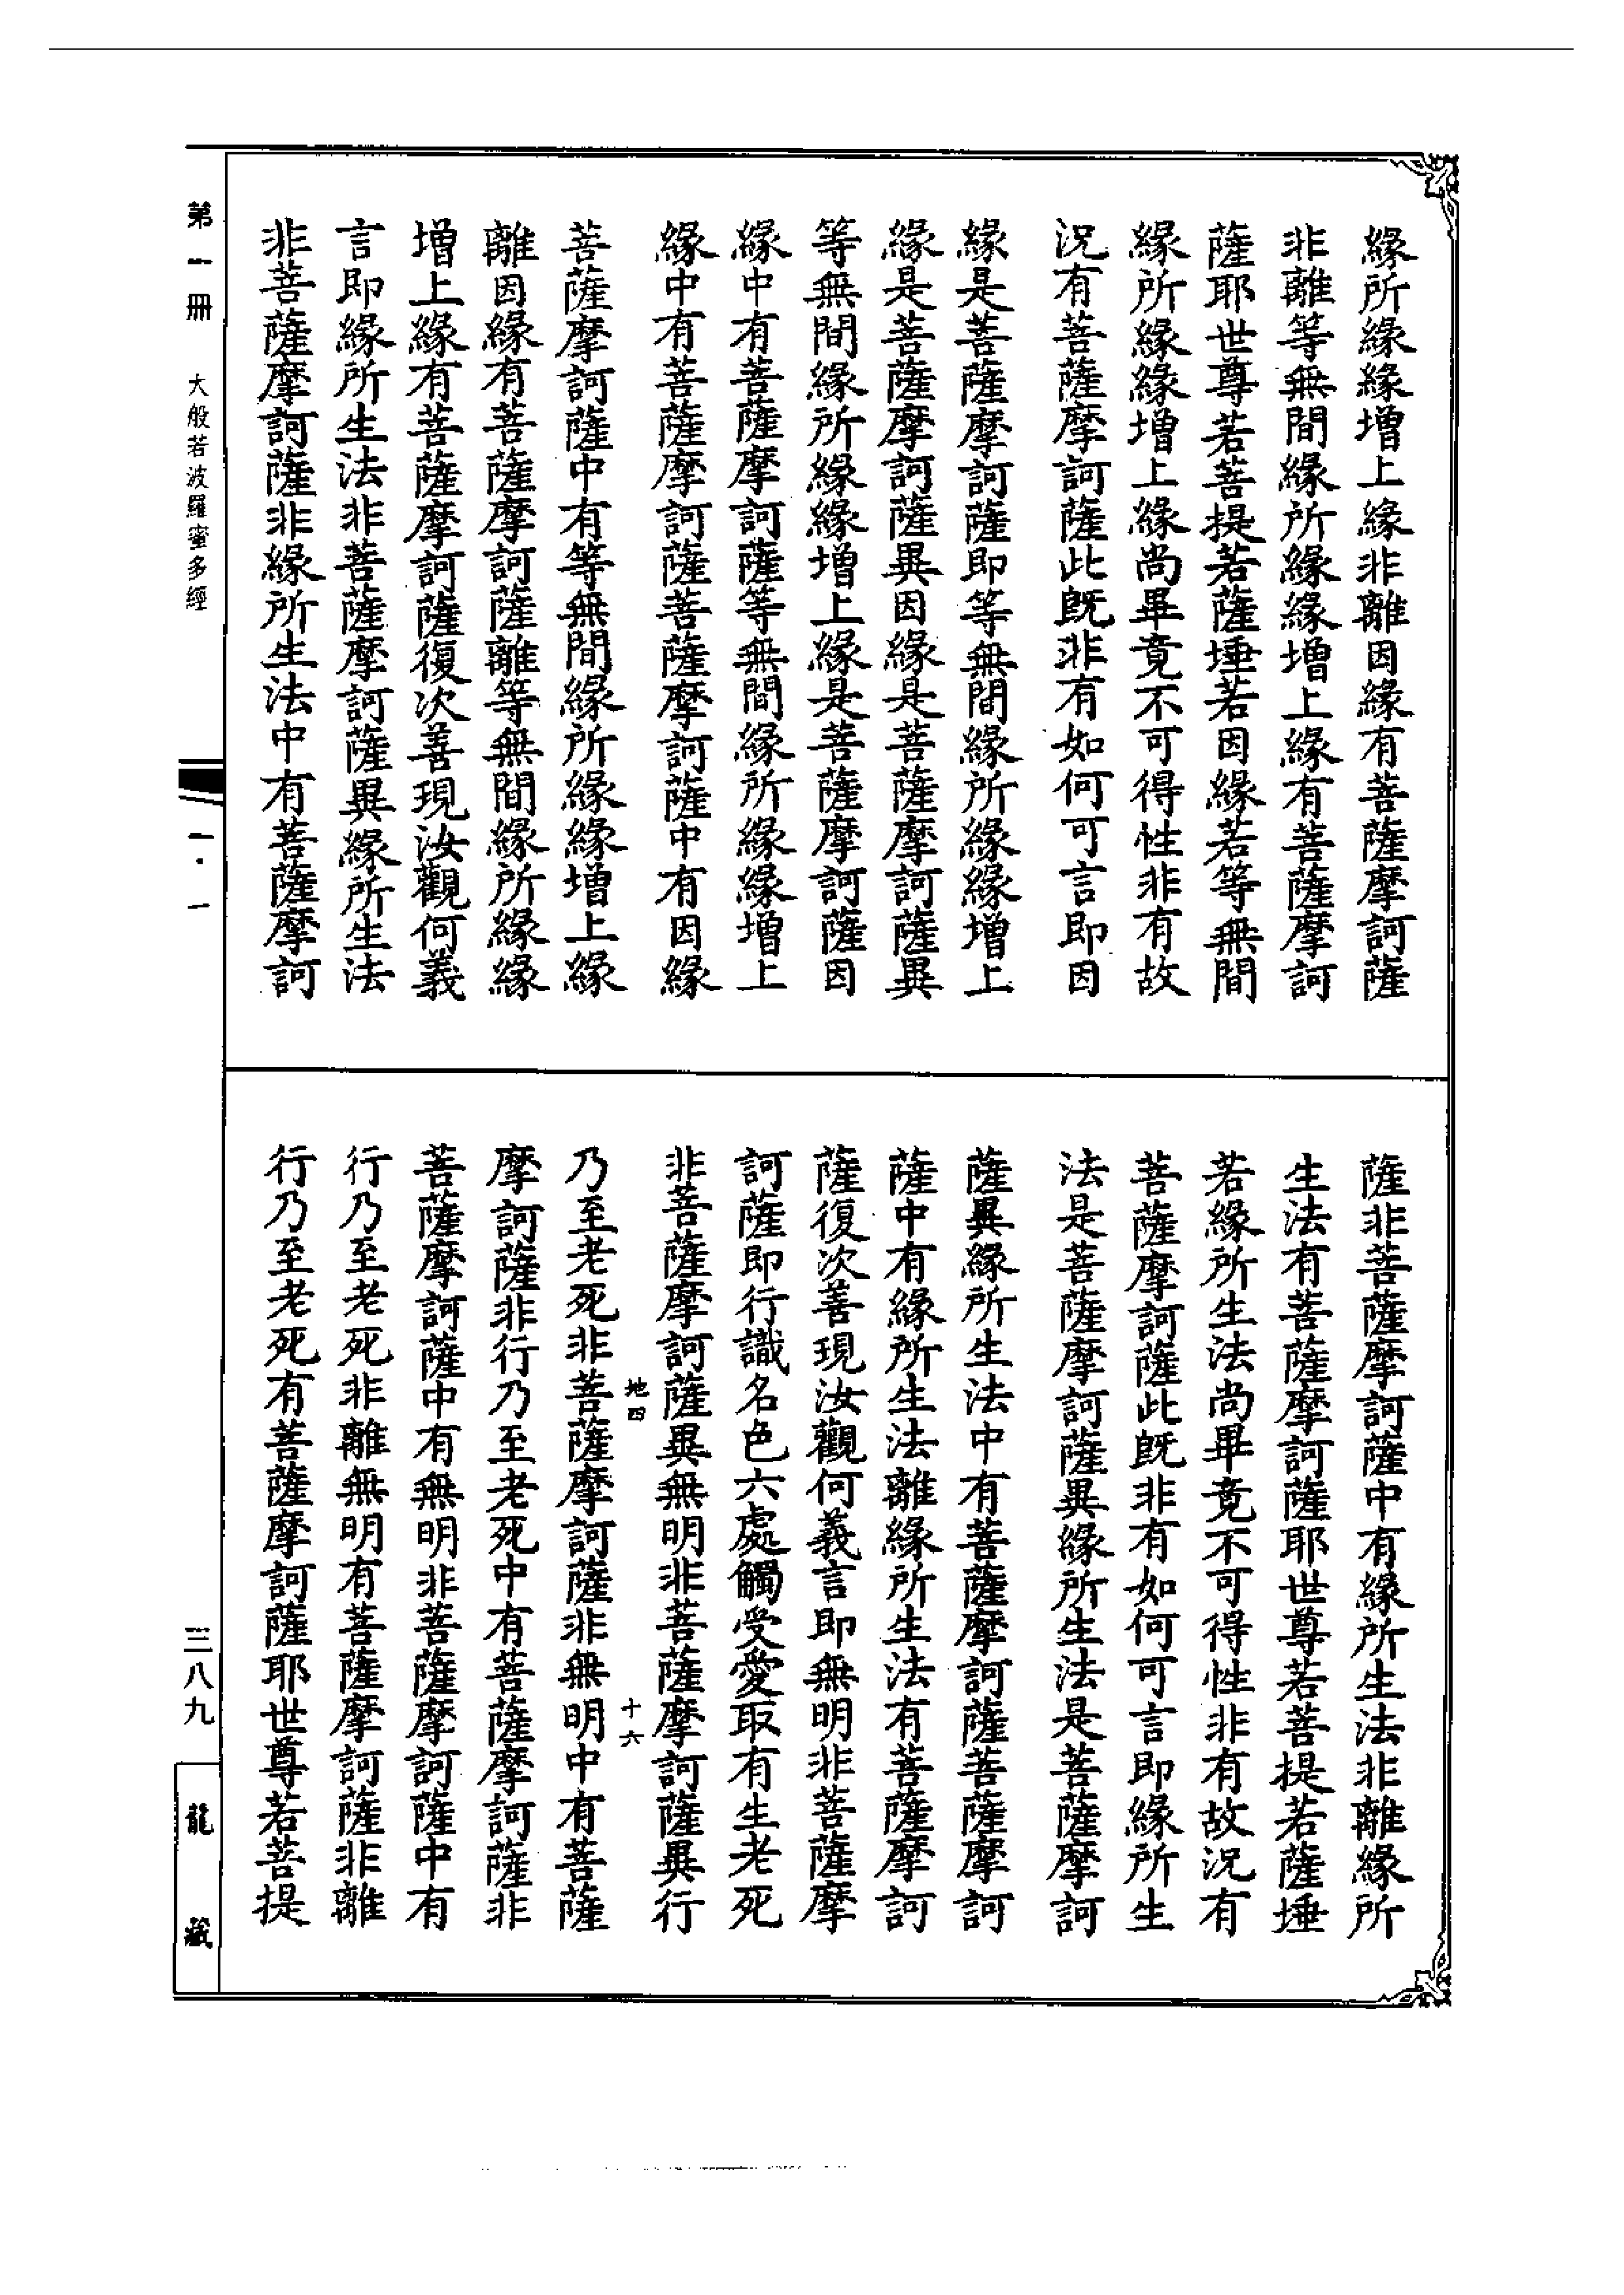 緣所緣緣增上緣非離因緣有菩薩摩訶薩
非離等無間緣所緣緣增上緣有菩薩摩訶
薩耶世尊若菩提若薩埵若因緣若等無間
緣所緣緣增上緣尚畢竟不可得性非有故
況有菩薩摩訶薩此既非有如何可言即因
緣是菩薩摩訶薩即等無間緣所緣緣增上
緣是菩薩摩訶薩異因緣是菩薩摩訶薩異
等無間緣所緣緣增上緣是菩薩摩訶薩因
緣中有菩薩摩訶薩等無間緣所緣緣增上
緣中有菩薩摩訶薩菩薩摩訶薩中有因緣
菩薩摩訶薩中有等無間緣所緣緣增上緣
離因緣有菩薩摩訶薩離等無間緣所緣緣
增上緣有菩薩摩訶薩復次善現汝觀何義
言即緣所生法非菩薩摩訶薩異緣所生法
非菩薩摩訶薩非緣所生法中有菩薩摩訶
薩非菩薩摩訶薩中有緣所生法非離緣所
生法有菩薩摩訶薩耶世尊若菩提若薩埵
若緣所生法尚畢竟不可得性非有故況有
菩薩摩訶薩此既非有如何可言即緣所生
法是菩薩摩訶薩異緣所生法是菩薩摩訶
薩異緣所生法中有菩薩摩訶薩菩薩摩訶
薩中有緣所生法離緣所生法有菩薩摩訶
薩復次善現汝觀何義言即無明非菩薩摩
訶薩即行識名色六處觸受愛取有生老死
非菩薩摩訶薩異無明非菩薩摩訶薩異行
地四 十六
乃至老死非菩薩摩訶薩非無明中有菩薩
摩訶薩非行乃至老死中有菩薩摩訶薩非
菩薩摩訶薩中有無明非菩薩摩訶薩中有
行乃至老死非離無明有菩薩摩訶薩非離
行乃至老死有菩薩摩訶薩耶世尊若菩提
第一冊 大般若波羅蜜多經 一·一 三八九 龍藏